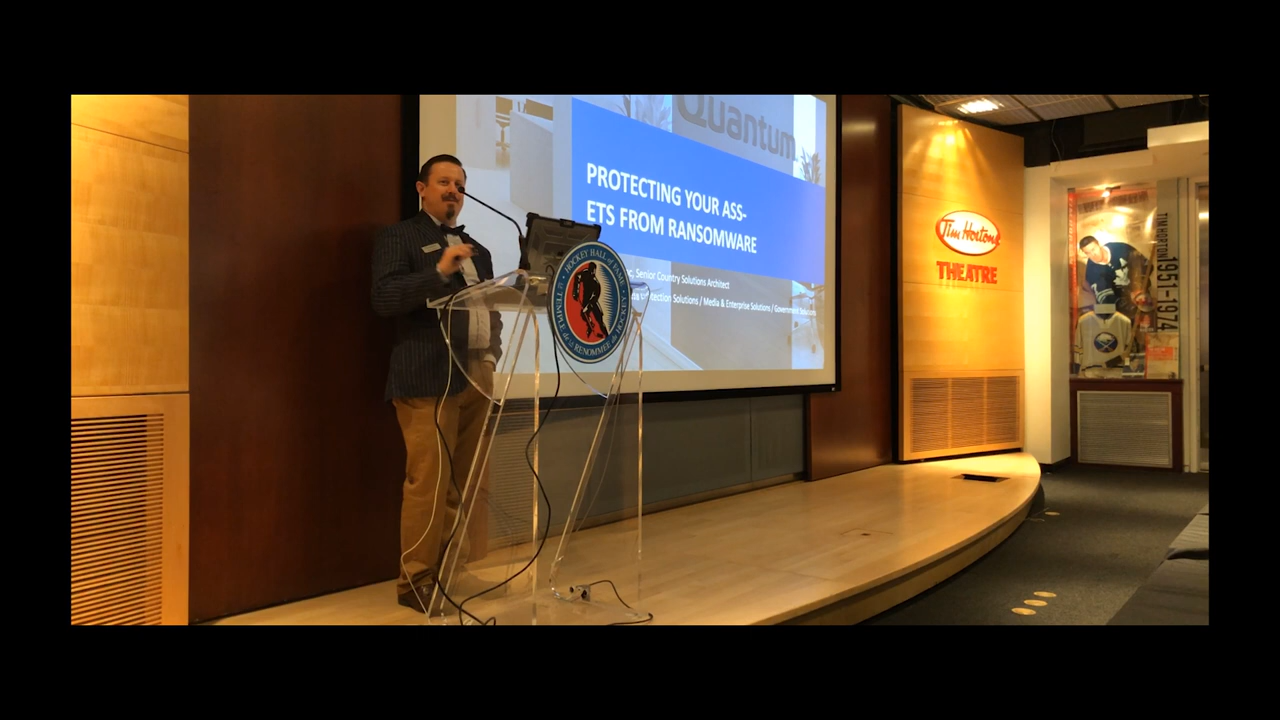 Quantum
PROTECTING YOUR ASS-
ETS FROM RANSOMWARE
Senior Country Solutions Architect
Solutions / Media & Enterprise Solutions / Government Solutions
HOCKEY HALL of FAME
TEMPLE de la RENOMMÉE du HOCKEY
Tim Hortons
THEATRE
TIM HORTON
1951-1974